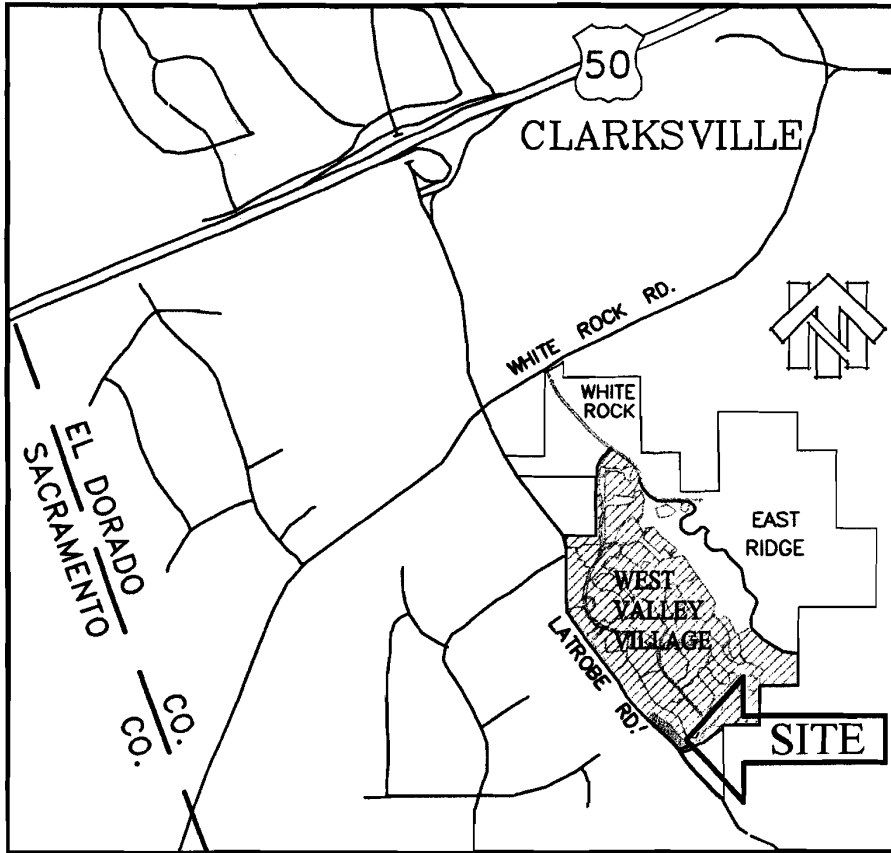 50
CLARKSVILLE
WHITE ROCK RD.
N
WHITE
ROCK
EL DORADO CO.
SACRAMENTO CO.
EAST
RIDGE
WEST
VALLEY
VILLAGE
LATROBE RD.
SITE